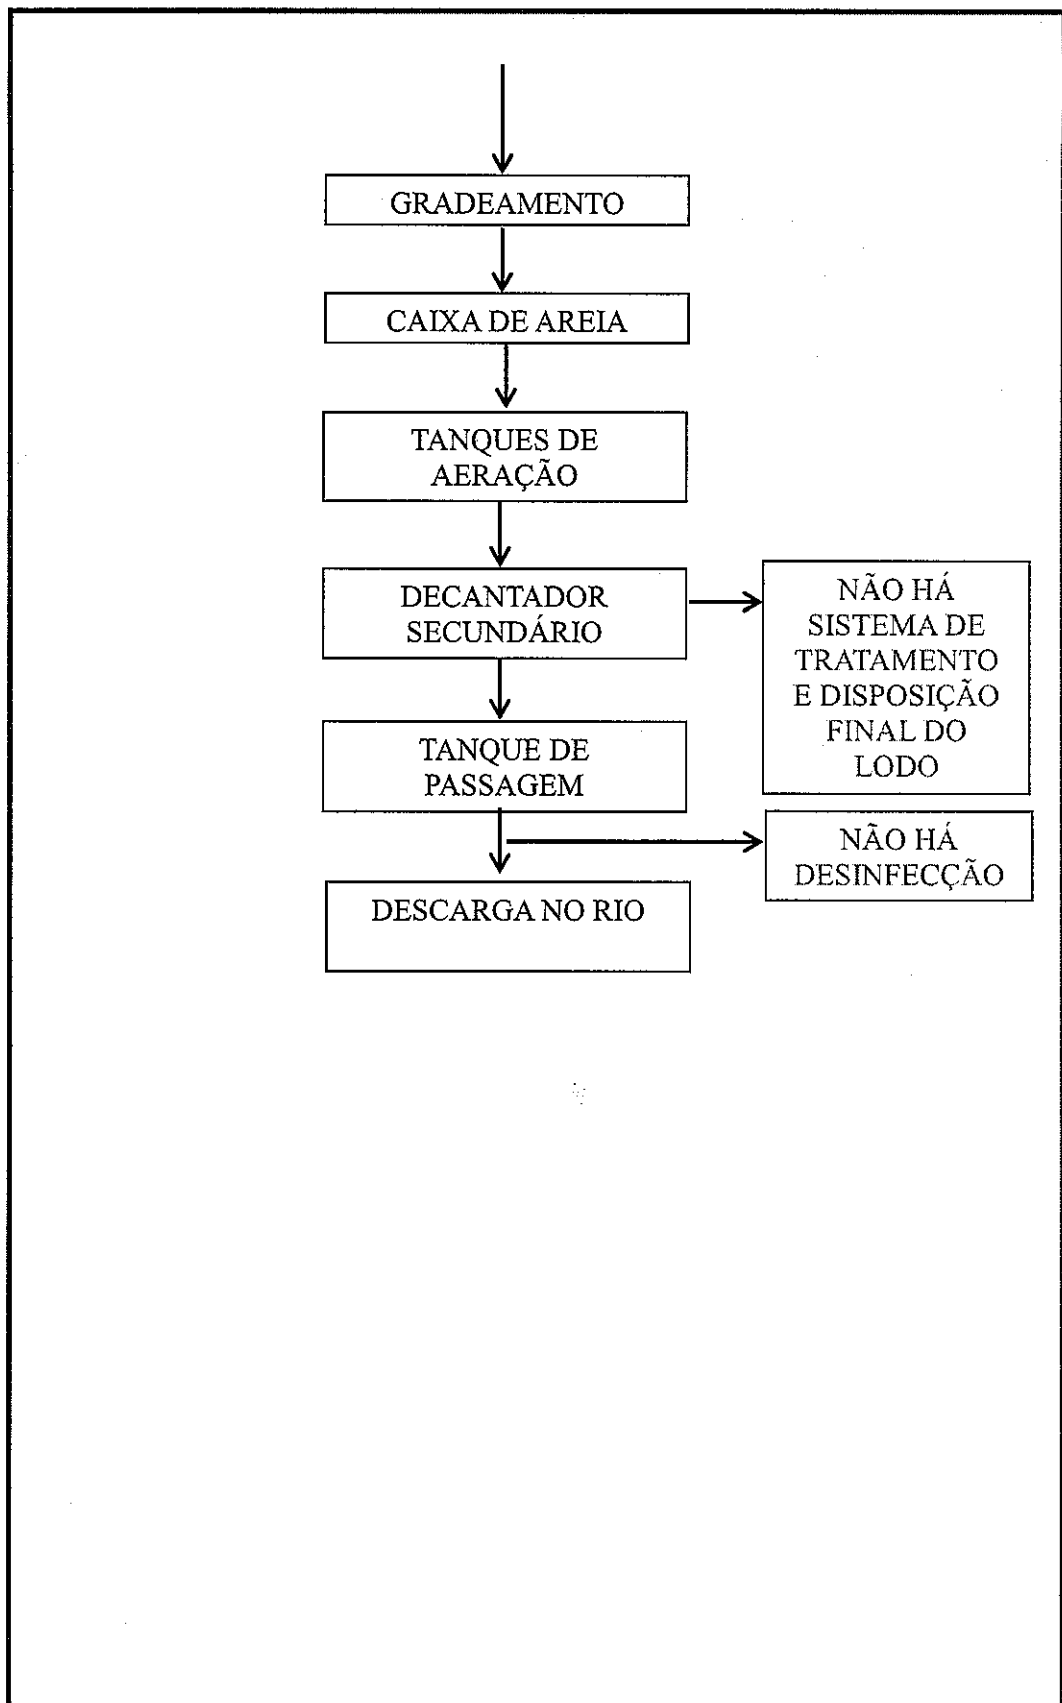 GRADEAMENTO
CAIXA DE AREIA
TANQUES DE
AERAÇÃO
DECANTADOR
SECUNDÁRIO
NÃO HÁ
SISTEMA DE
TRATAMENTO
E DISPOSIÇÃO
FINAL DO
LODO
TANQUE DE
PASSAGEM
NÃO HÁ
DESINFECÇÃO
DESCARGA NO RIO